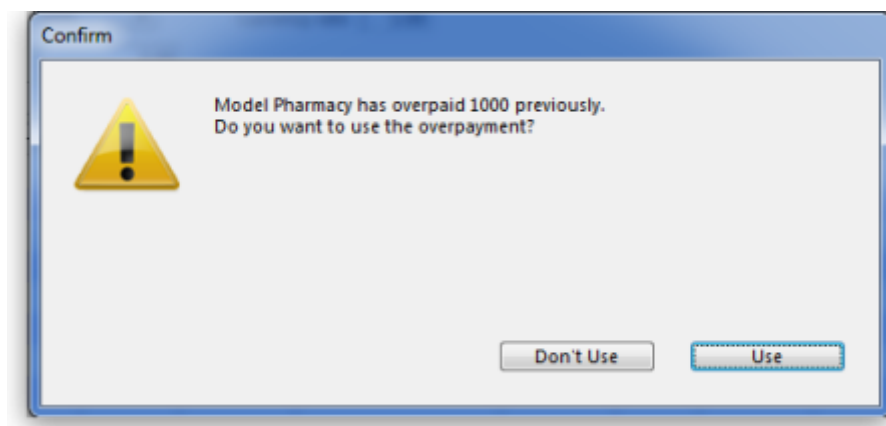 Confirm
Model Pharmacy has overpaid 1000 previously.
Do you want to use the overpayment?
Don't Use
Use